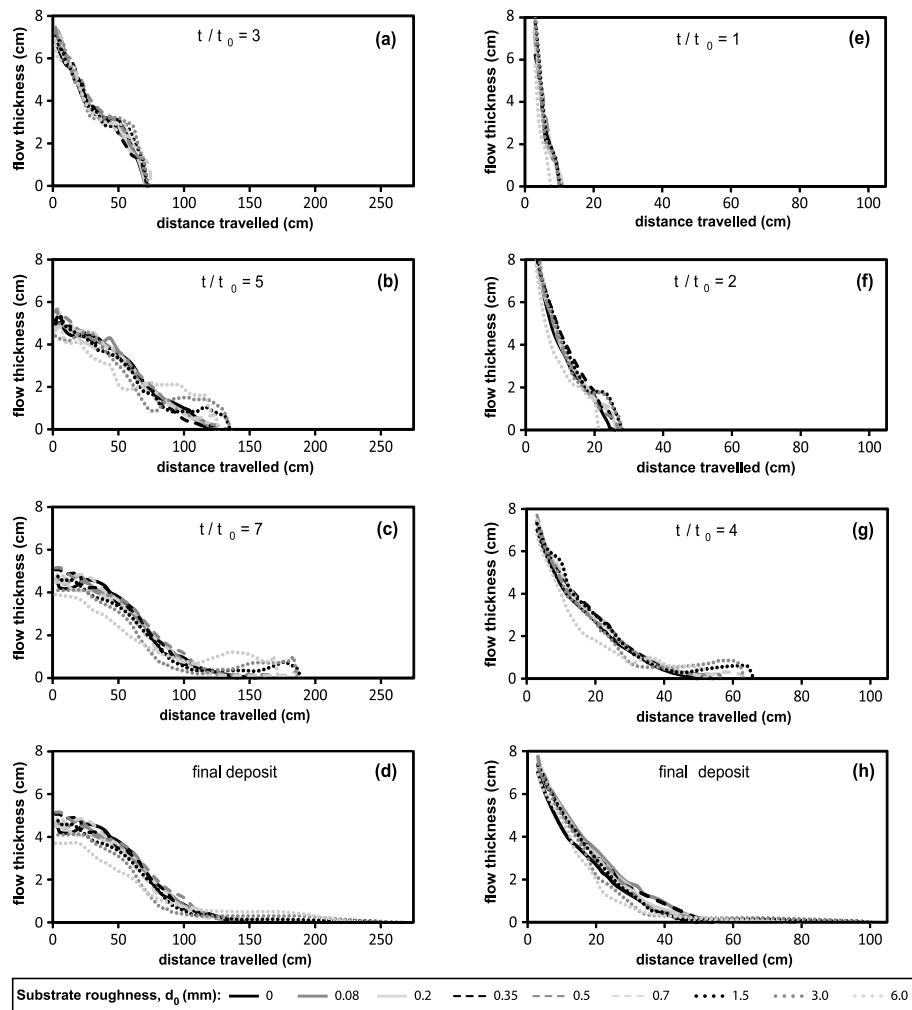 8
6
4
2
0
flow thickness (cm)
t / t 0 = 3
(a)
0 50 100 150 200 250
distance travelled (cm)
8
6
4
2
0
flow thickness (cm)
t / t 0 = 1
(e)
0 20 40 60 80 100
distance travelled (cm)
8
6
4
2
0
flow thickness (cm)
t / t 0 = 5
(b)
0 50 100 150 200 250
distance travelled (cm)
8
6
4
2
0
flow thickness (cm)
t / t 0 = 2
(f)
0 20 40 60 80 100
distance travelled (cm)
8
6
4
2
0
flow thickness (cm)
t / t 0 = 7
(c)
0 50 100 150 200 250
distance travelled (cm)
8
6
4
2
0
flow thickness (cm)
t / t 0 = 4
(g)
0 20 40 60 80 100
distance travelled (cm)
8
6
4
2
0
flow thickness (cm)
final deposit
(d)
0 50 100 150 200 250
distance travelled (cm)
8
6
4
2
0
flow thickness (cm)
final deposit
(h)
0 20 40 60 80 100
distance travelled (cm)
Substrate roughness, d0 (mm): 0 0.08 0.2 0.35 0.5 0.7 1.5 3.0 6.0